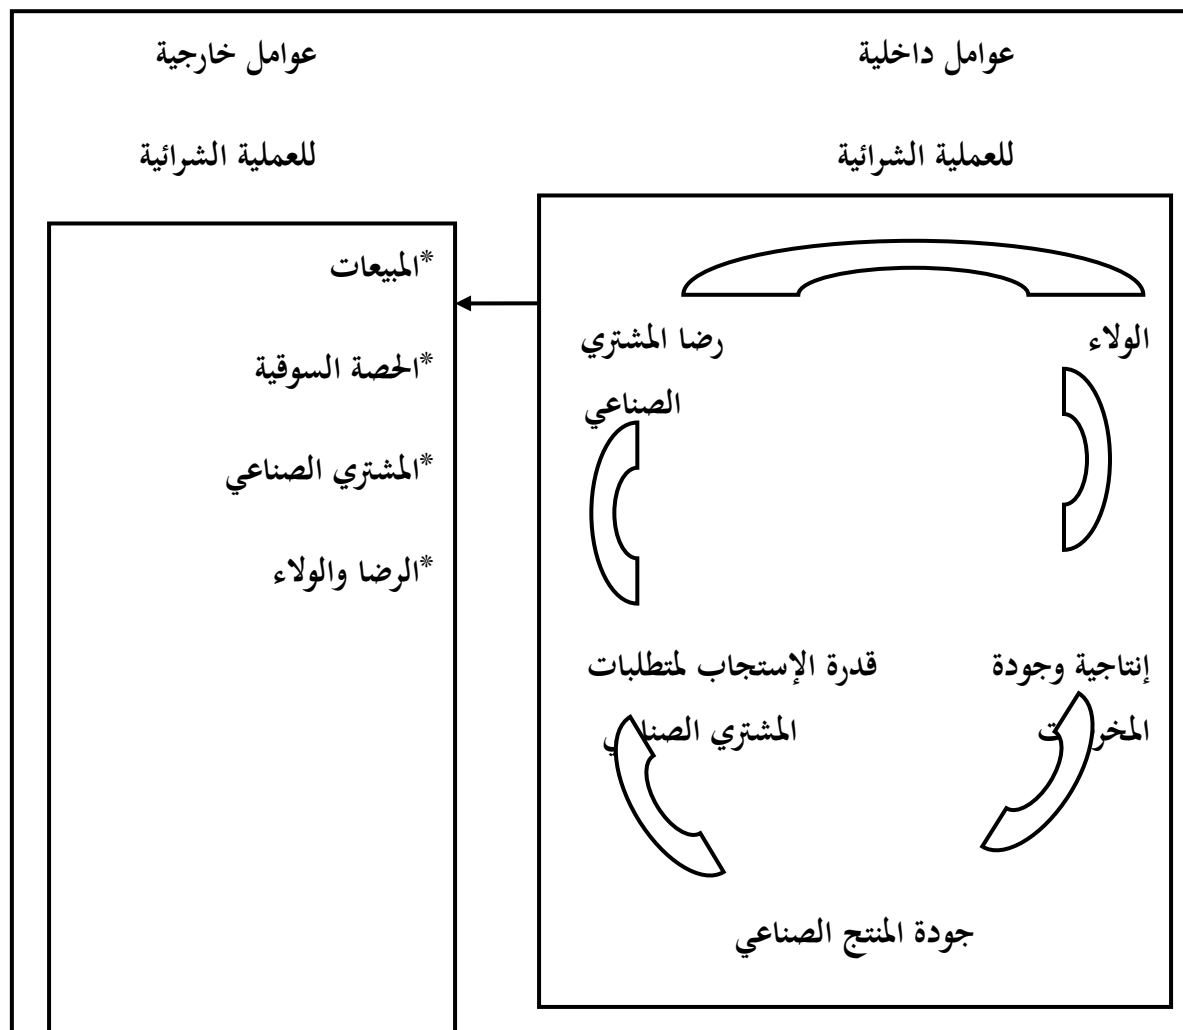 عوامل داخلية
للعملية الشرائية
الولاء
رضا المشتري
الصناعي
إنتاجية وجودة
قدرة الإستجاب لمتطلبات
المشتري
جودة المنتج الصناعي
عوامل خارجية
للعملية الشرائية
*المبيعات
*الحصة السوقية
*المشتري الصناعي
*الرضا والولاء